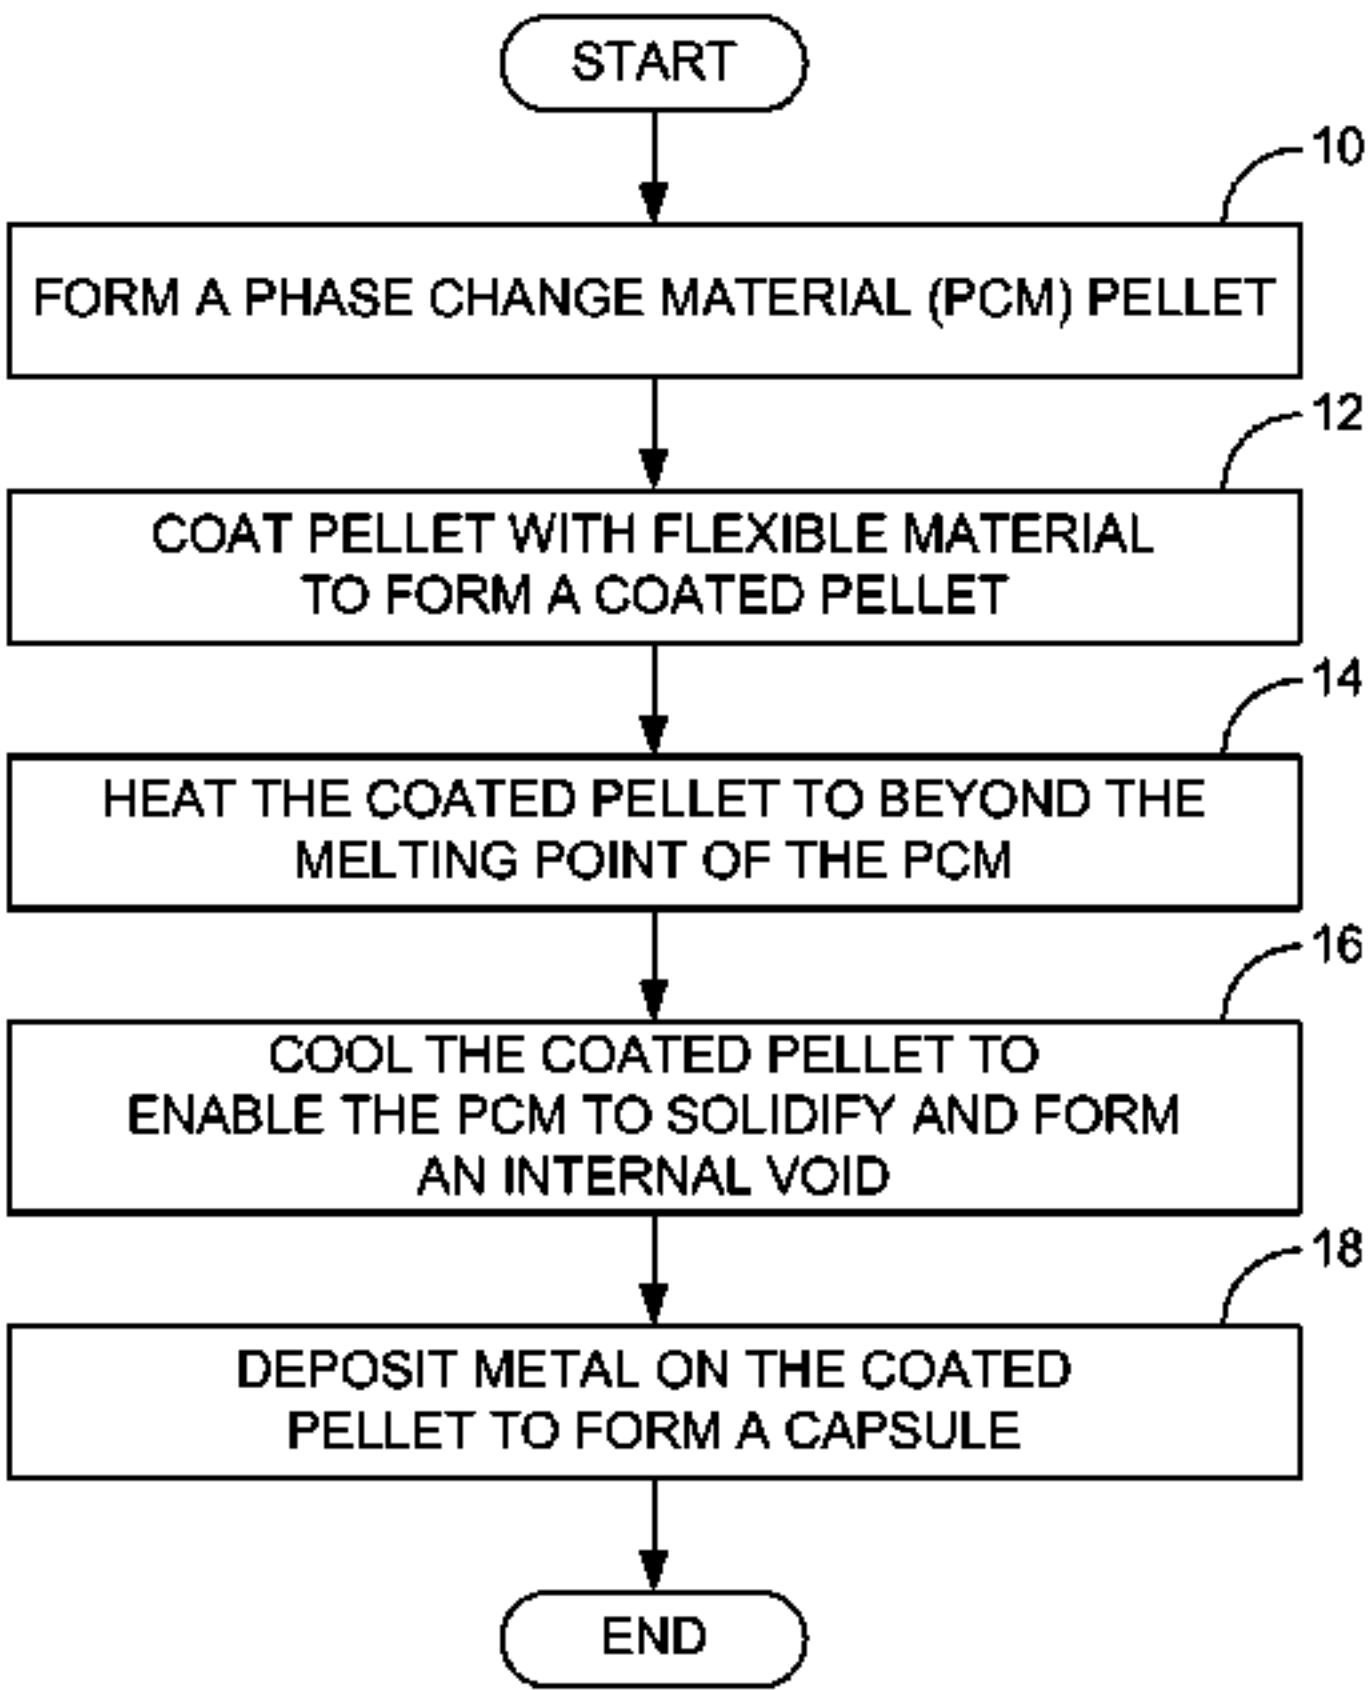 START
10
FORM A PHASE CHANGE MATERIAL (PCM) PELLET
12
COAT PELLET WITH FLEXIBLE MATERIAL
TO FORM A COATED PELLET
14
HEAT THE COATED PELLET TO BEYOND THE
MELTING POINT OF THE PCM
16
COOL THE COATED PELLET TO
ENABLE THE PCM TO SOLIDIFY AND FORM
AN INTERNAL VOID
18
DEPOSIT METAL ON THE COATED
PELLET TO FORM A CAPSULE
END